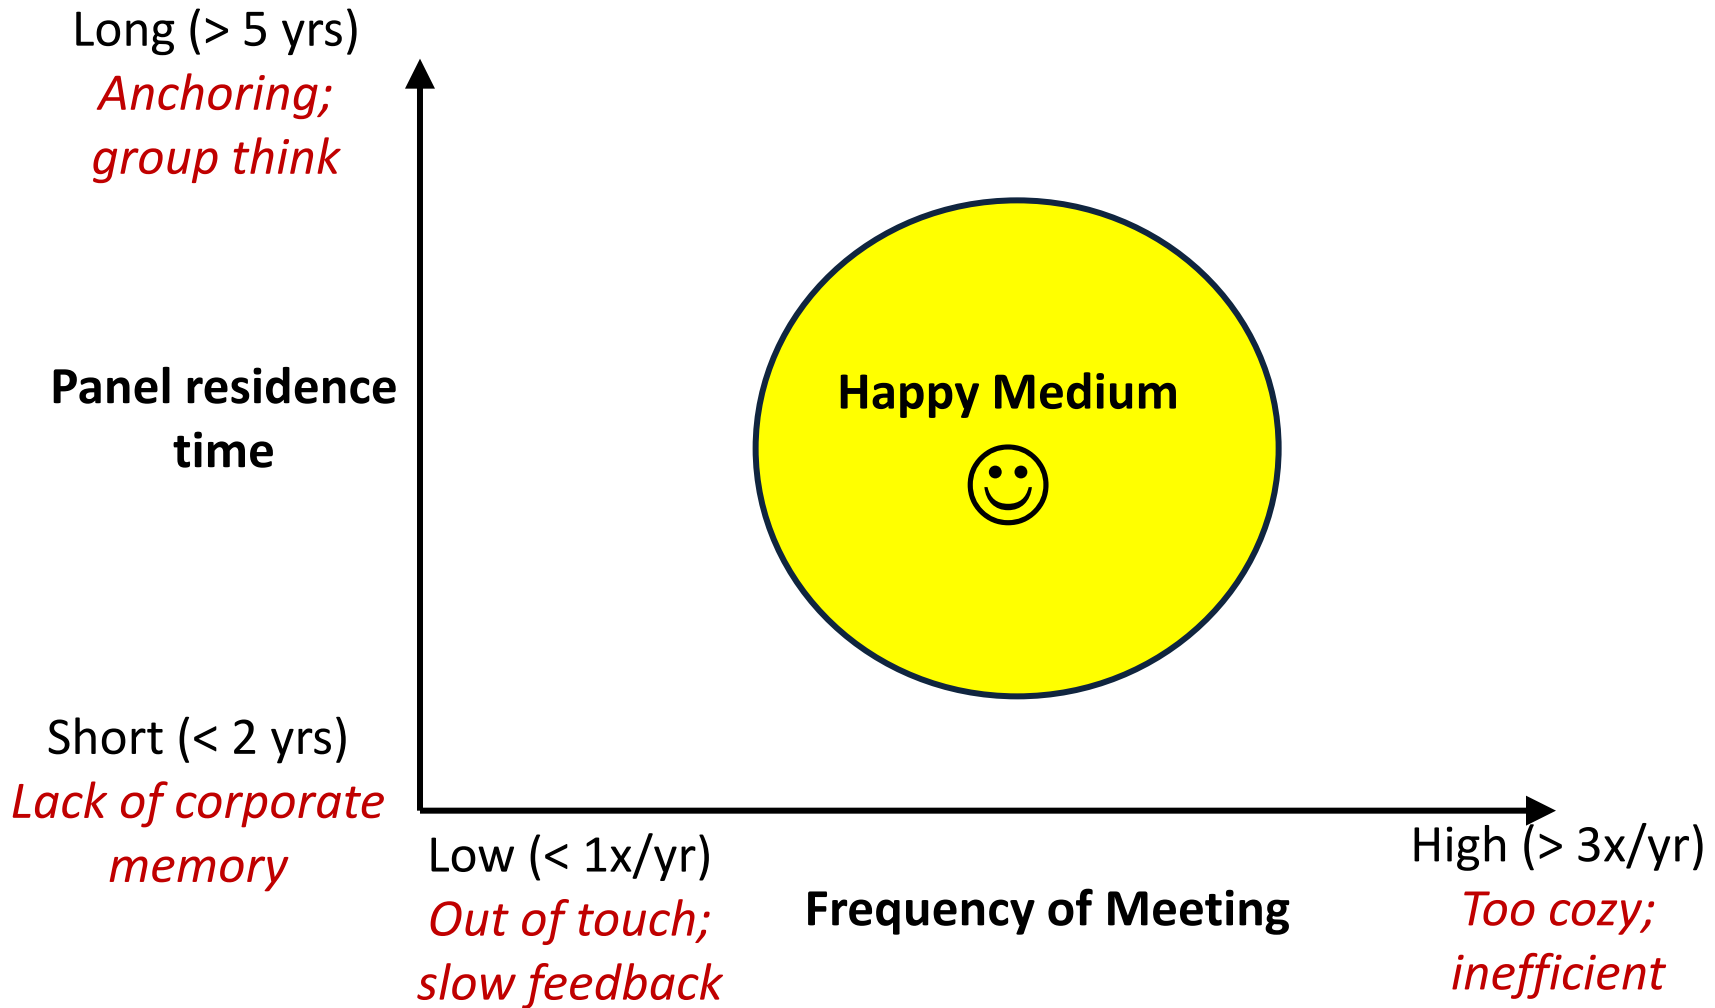 Long (> 5 yrs)
Anchoring;
group think
Panel residence
time
Happy Medium
Short (< 2 yrs)
Lack of corporate
memory
Low (< 1x/yr)
Out of touch;
slow feedback
Frequency of Meeting
High (> 3x/yr)
Too cozy;
inefficient